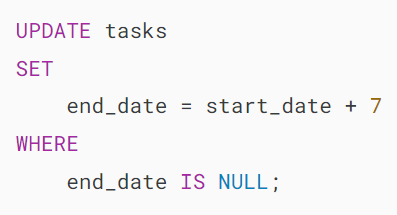 UPDATE tasks
SET
    end_date = start_date + 7
WHERE
    end_date IS NULL;